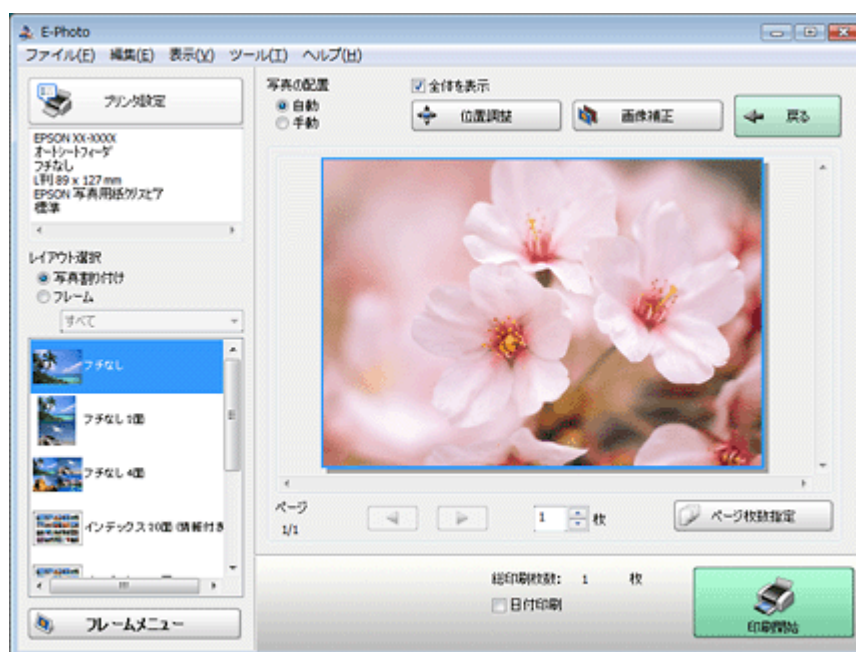 E-Photo
ファイル(F) 編集(E) 表示(V) ツール(T) ヘルプ(H)
プリンタ設定
EPSON XX-XXXX
オートシートフィーダ
フチなし
L判 89 x 127 mm
EPSON 写真用紙クリスピア
標準
レイアウト選択
写真割り付け
フレーム
すべて
フチなし
フチなし 1面
フチなし 4面
インデックス 20面 (情報付き
フレームメニュー
写真の配置
自動
手動
全体を表示
位置調整
画像補正
戻る
ページ
1/1
1 枚
ページ枚数指定
総印刷枚数: 1 枚
日付印刷
印刷開始